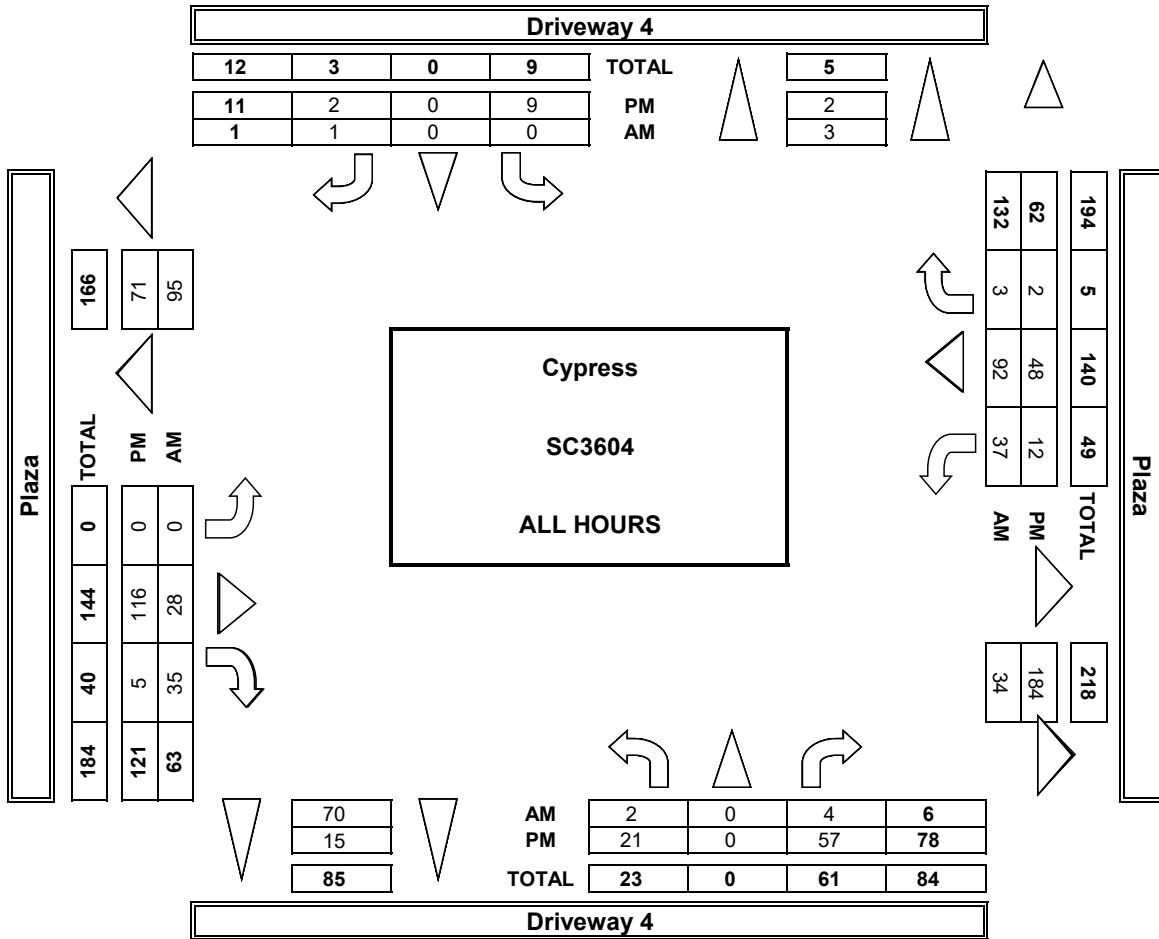 Driveway 4
12 3 0 9 TOTAL 5
11 2 0 9 PM 2
1 1 0 0 AM 3
Plaza
166 71 95
TOTAL PM AM
0 0 0
144 116 28
40 5 35
184 121 63
Cypress
SC3604
ALL HOURS
132 62 194
3 2 5
92 48 140
37 12 49
AM PM TOTAL
34 184 218
Plaza
70 AM 2 0 4 6
15 PM 21 0 57 78
85 TOTAL 23 0 61 84
Driveway 4